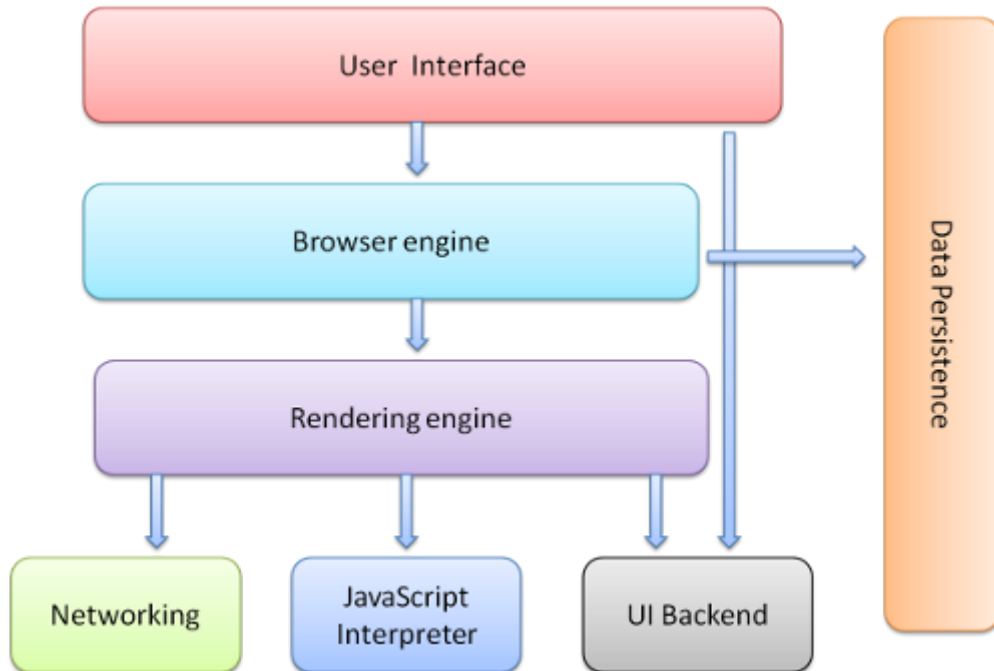 User Interface
Browser engine
Rendering engine
Networking
JavaScript
Interpreter
UI Backend
Data Persistence